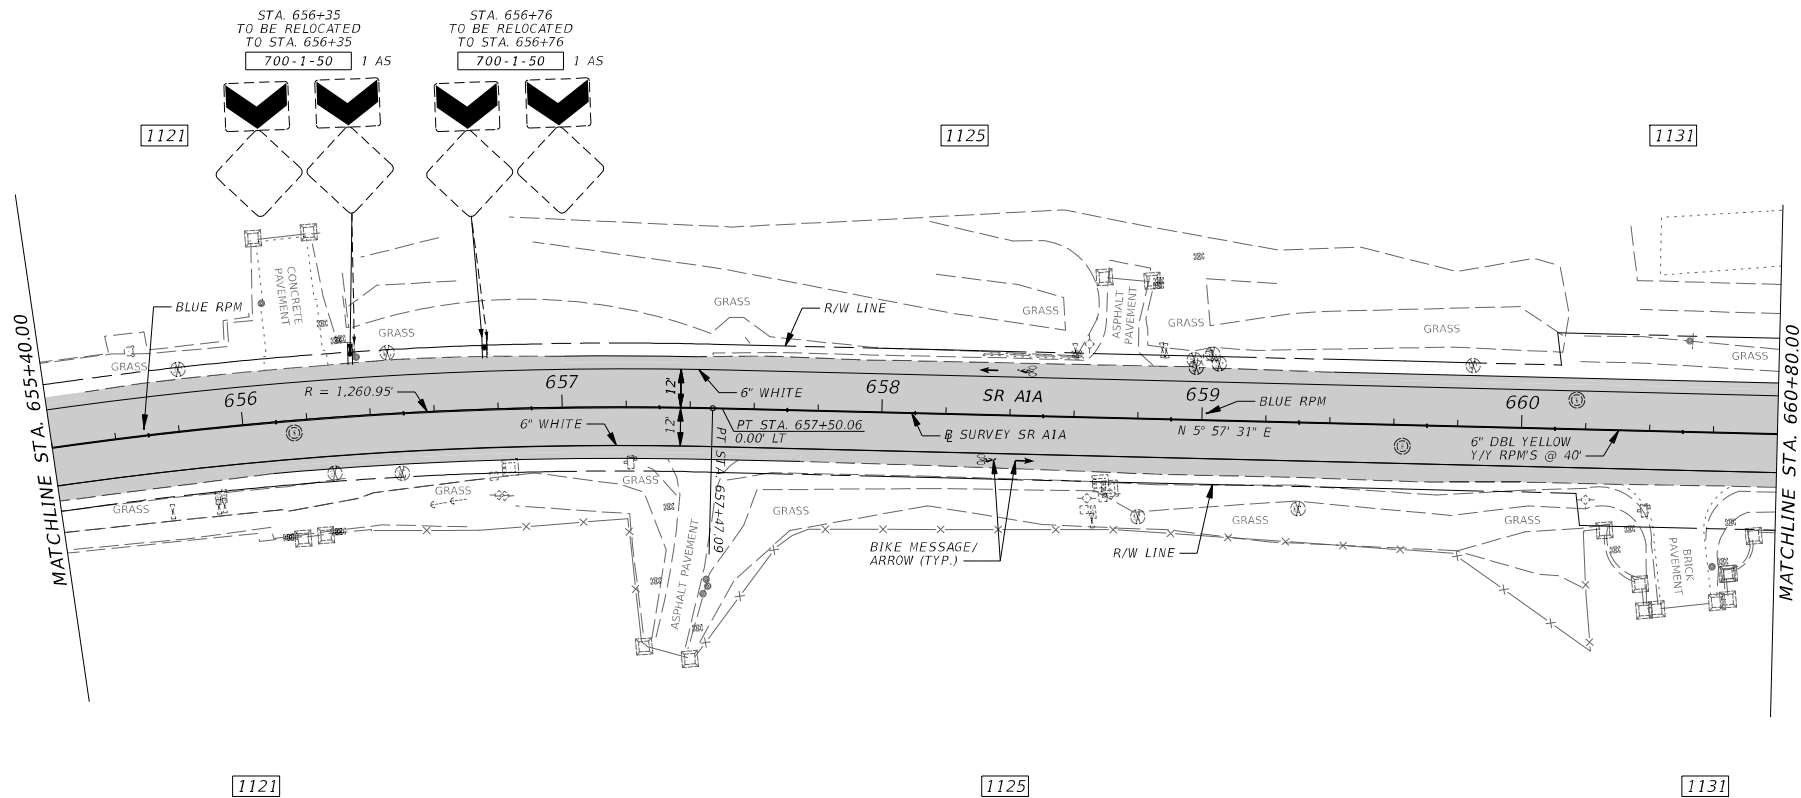 STA. 656+35
TO BE RELOCATED
TO STA. 656+35
700-1-50 1 AS
STA. 656+76
TO BE RELOCATED
TO STA. 656+76
700-1-50 1 AS
1121
1125
1131
MATCHLINE STA. 655+40.00
MATCHLINE STA. 660+80.00
BLUE RPM
CONCRETE
PAVEMENT
GRASS
GRASS
GRASS
R/W LINE
GRASS
ASPHALT
PAVEMENT
GRASS
GRASS
GRASS
656
R = 1,260.95'
657
12'
6" WHITE
658
SR A1A
659
BLUE RPM
660
6" WHITE
12'
PT STA. 657+50.06
0.00' LT
PT STA. 657+47.09
BL SURVEY SR A1A
N 5° 57' 31" E
6" DBL YELLOW
Y/Y RPM'S @ 40'
GRASS
GRASS
GRASS
GRASS
ASPHALT PAVEMENT
BIKE MESSAGE/
ARROW (TYP.)
R/W LINE
GRASS
GRASS
BRICK
PAVEMENT
1121
1125
1131